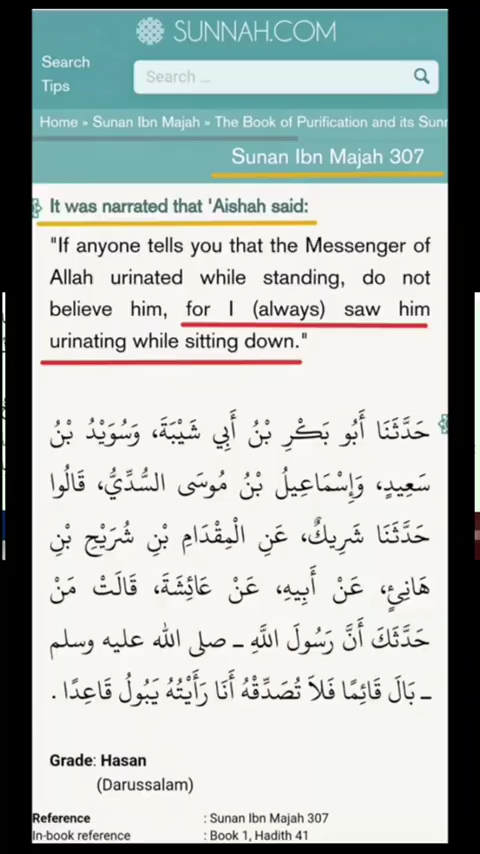 SUNNAH.COM
Search
Tips
Search ...
Home » Sunan Ibn Majah » The Book of Purification and its Sunn
Sunan Ibn Majah 307
It was narrated that 'Aishah said:
"If anyone tells you that the Messenger of
Allah urinated while standing, do not
believe him, for I (always) saw him
urinating while sitting down."
حَدَّثَنَا أَبُو بَكْرِ بْنُ أَبِي شَيْبَةَ، وَسُوَيْدُ بْنُ
سَعِيدٍ، وَإِسْمَاعِيلُ بْنُ مُوسَى السُّدِّيُّ، قَالُوا
حَدَّثَنَا شَرِيكٌ، عَنِ الْمِقْدَامِ بْنِ شُرَيْحِ بْنِ
هَانِئٍ، عَنْ أَبِيهِ، عَنْ عَائِشَةَ، قَالَتْ مَنْ
حَدَّثَكَ أَنَّ رَسُولَ اللَّهِ ـ صلى الله عليه وسلم
ـ بَالَ قَائِمًا فَلاَ تُصَدِّقْهُ أَنَا رَأَيْتُهُ يَبُولُ قَاعِدًا .
Grade: Hasan
(Darussalam)
Reference : Sunan Ibn Majah 307
In-book reference : Book 1, Hadith 41